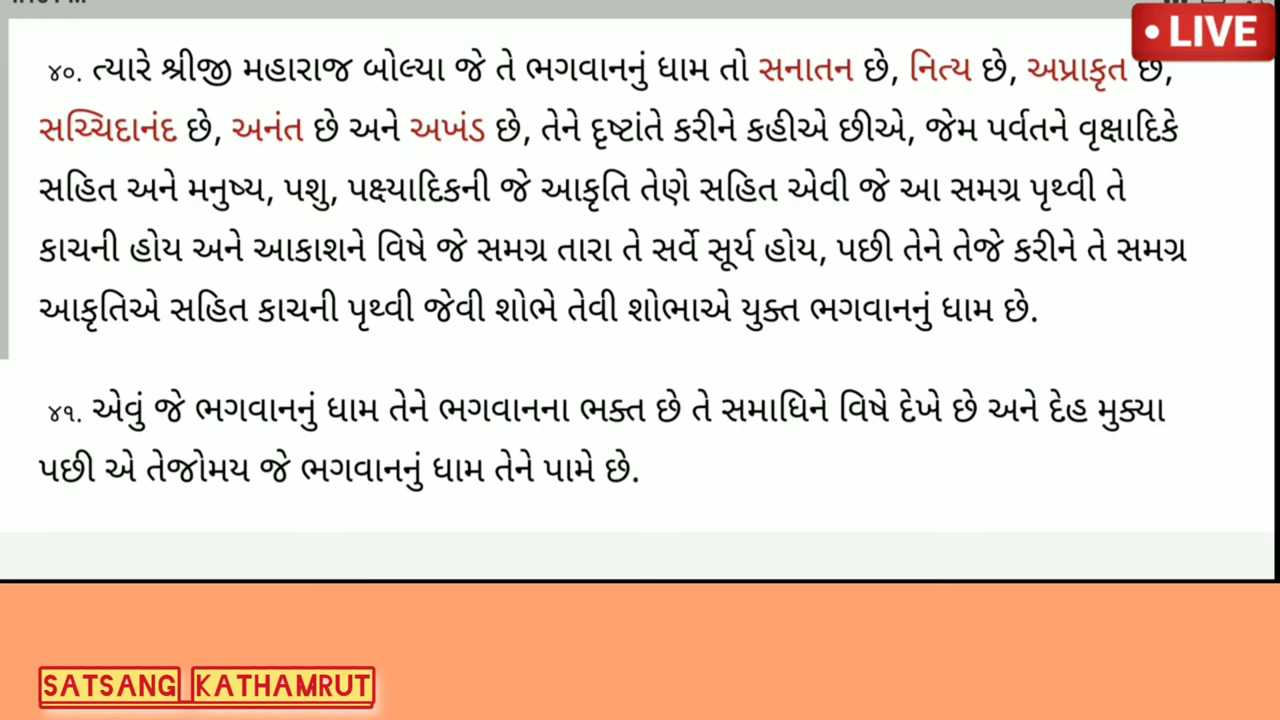 • LIVE
૪૦. ત્યારે શ્રીજી મહારાજ બોલ્યા જે તે ભગવાનનું ધામ તો સનાતન છે, નિત્ય છે, અપ્રાકૃત છે,
સચ્ચિદાનંદ છે, અનંત છે અને અખંડ છે, તેને દૃષ્ટાંતે કરીને કહીએ છીએ, જેમ પર્વતને વૃક્ષાદિકે
સહિત અને મનુષ્ય, પશુ, પક્ષ્યાદિકની જે આકૃતિ તેણે સહિત એવી જે આ સમગ્ર પૃથ્વી તે
કાચની હોય અને આકાશને વિષે જે સમગ્ર તારા તે સર્વે સૂર્ય હોય, પછી તેને તેજે કરીને તે સમગ્ર
આકૃતિએ સહિત કાચની પૃથ્વી જેવી શોભે તેવી શોભાએ યુક્ત ભગવાનનું ધામ છે.
૪૧. એવું જે ભગવાનનું ધામ તેને ભગવાનના ભક્ત છે તે સમાધિને વિષે દેખે છે અને દેહ મુક્યા
પછી એ તેજોમય જે ભગવાનનું ધામ તેને પામે છે.
SATSANG KATHAMRUT